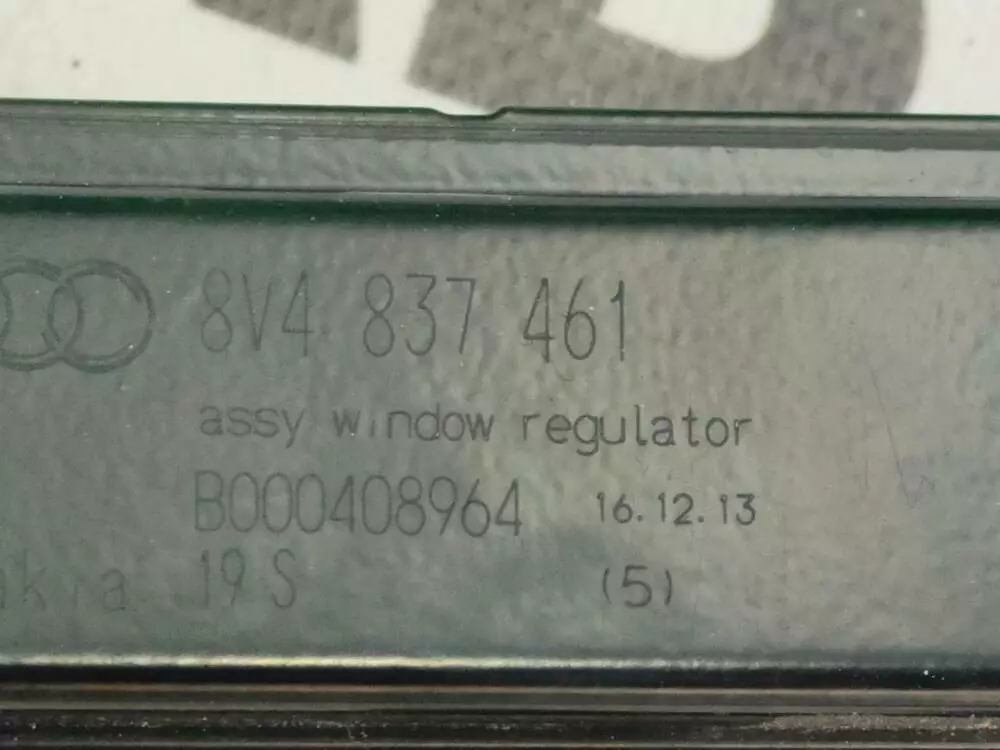 8V4 837 461
assy window regulator
B000408964 16.12.13
19 S (5)